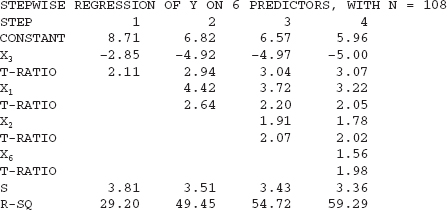 STEPWISE REGRESSION OF Y ON 6 PREDICTORS, WITH N = 108
STEP 1 2 3 4
CONSTANT 8.71 6.82 6.57 5.96
X₃ −2.85 −4.92 −4.97 −5.00
T-RATIO 2.11 2.94 3.04 3.07
X₁ 4.42 3.72 3.22
T-RATIO 2.64 2.20 2.05
X₂ 1.91 1.78
T-RATIO 2.07 2.02
X₆ 1.56
T-RATIO 1.98
S 3.81 3.51 3.43 3.36
R-SQ 29.20 49.45 54.72 59.29